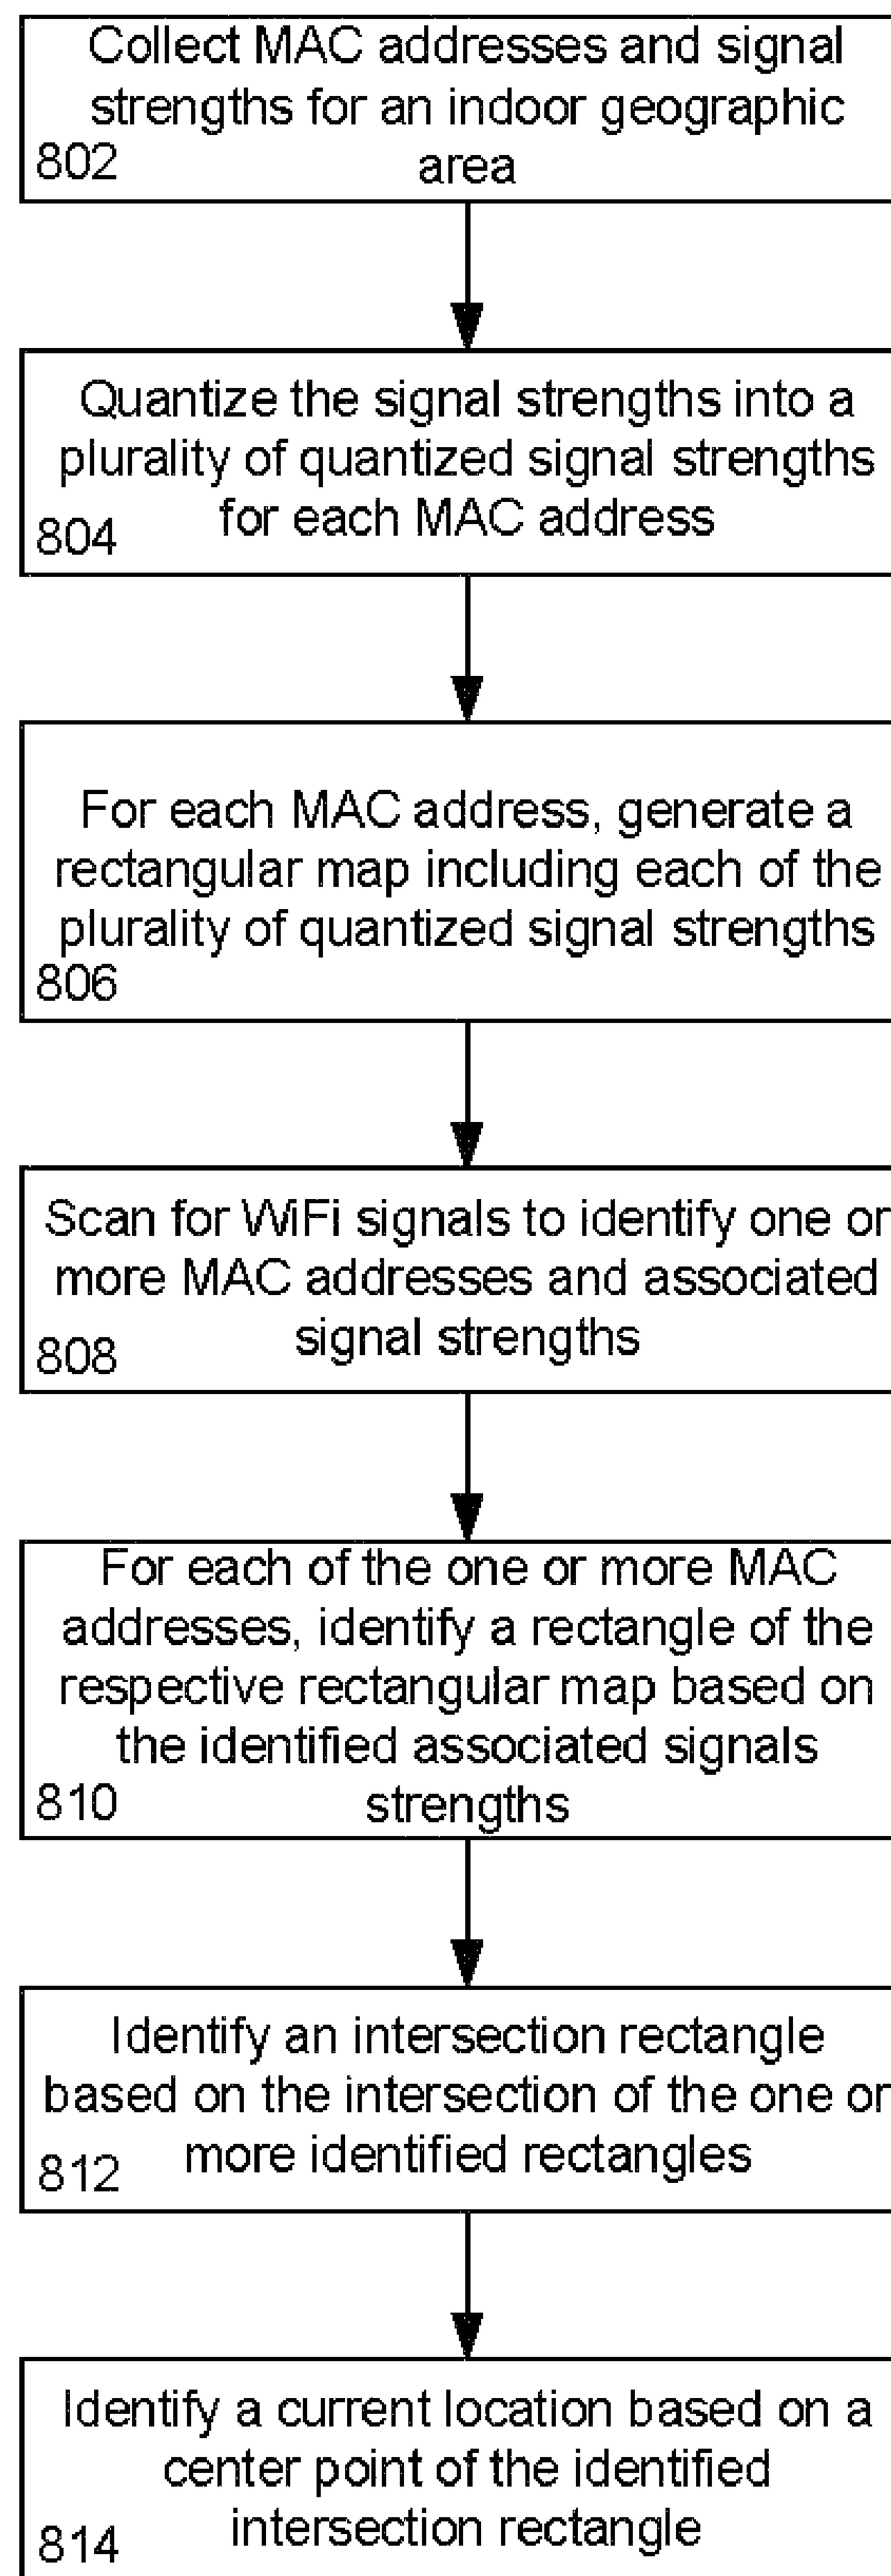 Collect MAC addresses and signal
strengths for an indoor geographic
802 area
Quantize the signal strengths into a
plurality of quantized signal strengths
for each MAC address
804
For each MAC address, generate a
rectangular map including each of the
plurality of quantized signal strengths
806
Scan for WiFi signals to identify one or
more MAC addresses and associated
signal strengths
808
For each of the one or more MAC
addresses, identify a rectangle of the
respective rectangular map based on
the identified associated signals
810 strengths
Identify an intersection rectangle
based on the intersection of the one or
more identified rectangles
812
Identify a current location based on a
center point of the identified
intersection rectangle
814